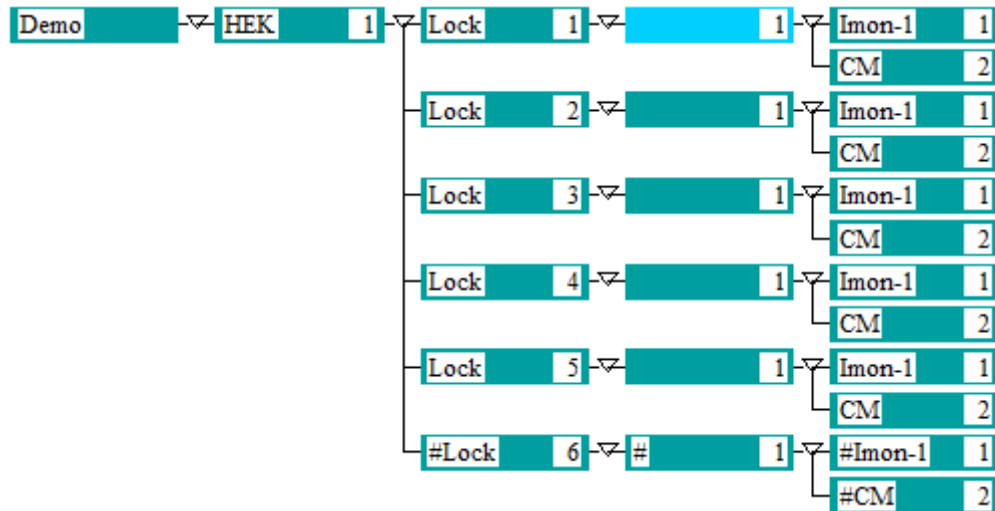 Demo HEK 1 Lock 1 1 Imon-1 1
CM 2
Lock 2 1 Imon-1 1
CM 2
Lock 3 1 Imon-1 1
CM 2
Lock 4 1 Imon-1 1
CM 2
Lock 5 1 Imon-1 1
CM 2
#Lock 6 # 1 #Imon-1 1
#CM 2